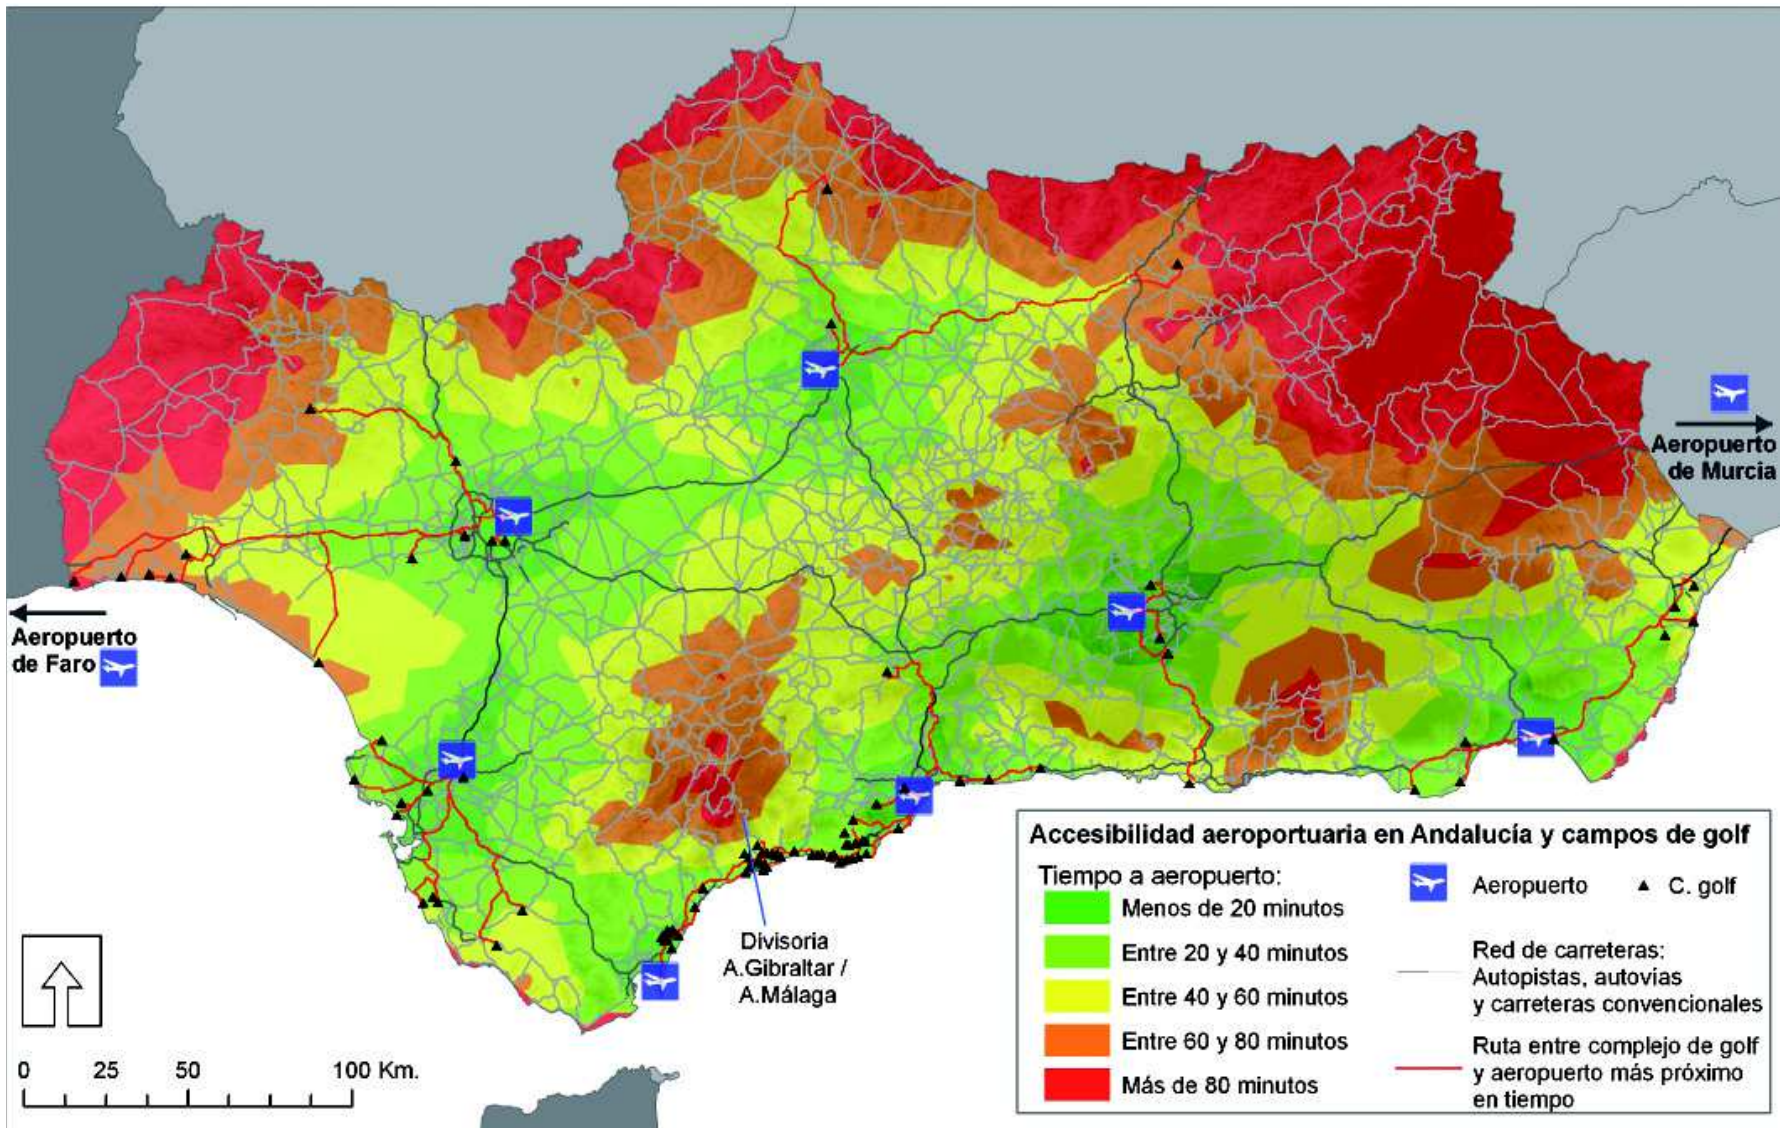 Aeropuerto
de Murcia
Aeropuerto
de Faro
Divisoria
A.Gibraltar /
A.Málaga
0 25 50 100 Km.
Accesibilidad aeroportuaria en Andalucía y campos de golf
Tiempo a aeropuerto:
Menos de 20 minutos
Entre 20 y 40 minutos
Entre 40 y 60 minutos
Entre 60 y 80 minutos
Más de 80 minutos
Aeropuerto
C. golf
Red de carreteras:
Autopistas, autovías
y carreteras convencionales
Ruta entre complejo de golf
y aeropuerto más próximo
en tiempo